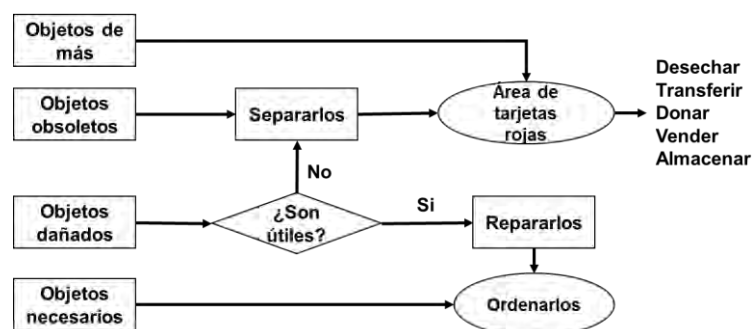 Objetos de
más
Objetos
obsoletos
Separarlos
Área de
tarjetas
rojas
Desechar
Transferir
Donar
Vender
Almacenar
No
Objetos
dañados
¿Son
útiles?
Si
Repararlos
Objetos
necesarios
Ordenarlos